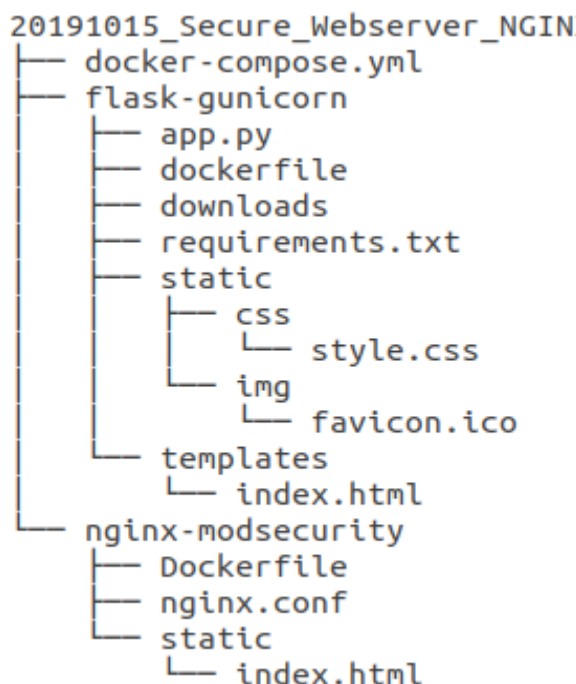 20191015_Secure_Webserver_NGIN
├── docker-compose.yml
├── flask-gunicorn
│   ├── app.py
│   ├── dockerfile
│   ├── downloads
│   ├── requirements.txt
│   ├── static
│   │   ├── css
│   │   │   └── style.css
│   │   └── img
│   │       └── favicon.ico
│   └── templates
│       └── index.html
└── nginx-modsecurity
    ├── Dockerfile
    ├── nginx.conf
    └── static
        └── index.html